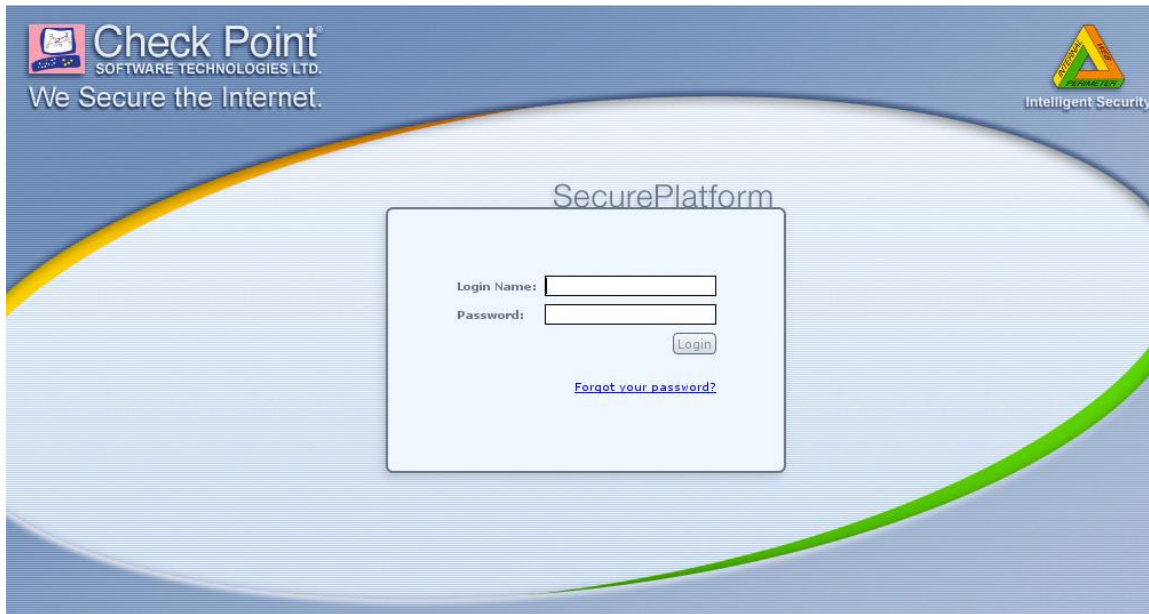 Check Point®
SOFTWARE TECHNOLOGIES LTD.
We Secure the Internet.
INTERNAL
WEB
PERIMETER
Intelligent Security
SecurePlatform
Login Name:
Password:
Login
Forgot your password?